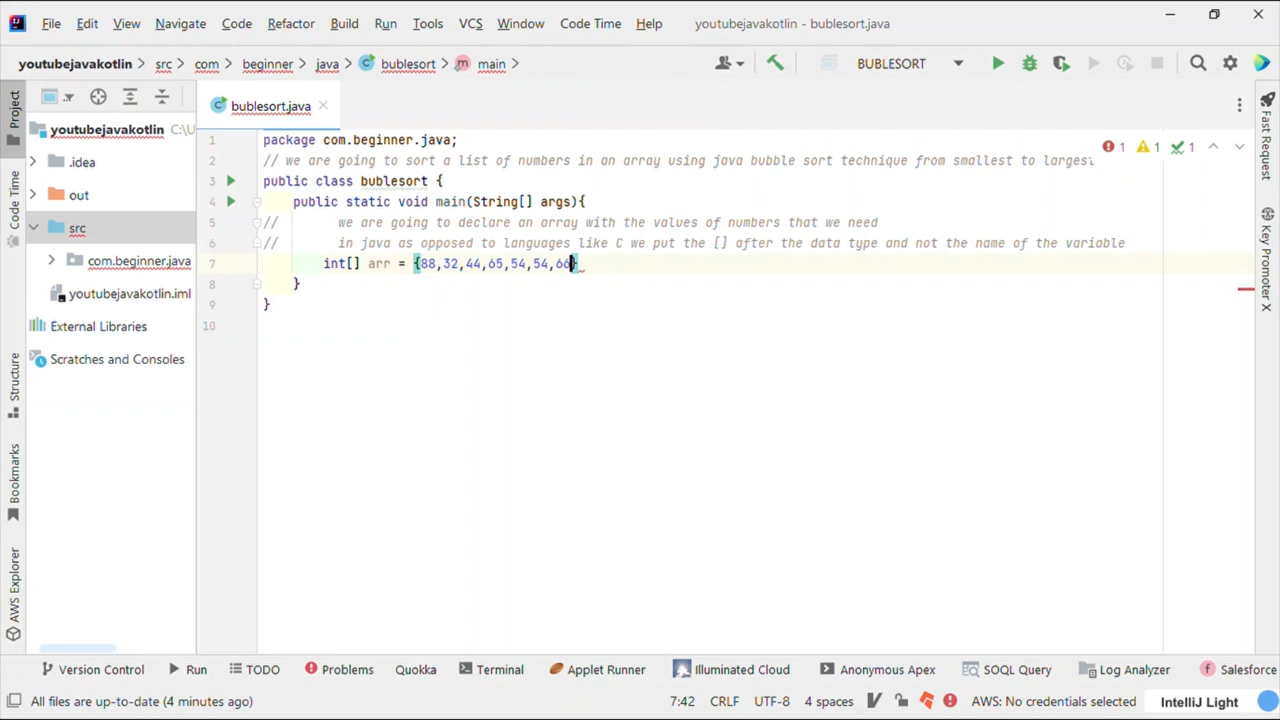 File Edit View Navigate Code Refactor Build Run Tools VCS Window Code Time Help youtubejavakotlin - bublesort.java
youtubejavakotlin src com beginner java bublesort main BUBLESORT
Project
Code Time
Structure
Bookmarks
AWS Explorer
youtubejavakotlin C:\U
.idea
out
src
com.beginner.java
youtubejavakotlin.iml
External Libraries
Scratches and Consoles
bublesort.java
1 package com.beginner.java;
2 // we are going to sort a list of numbers in an array using java bubble sort technique from smallest to largest
3 public class bublesort {
4 public static void main(String[] args){
5 // we are going to declare an array with the values of numbers that we need
6 // in java as opposed to languages like C we put the [] after the data type and not the name of the variable
7 int[] arr = {88,32,44,65,54,54,66}
8 }
9 }
10
1 1 1
Fast Request
Key Promoter X
Version Control Run TODO Problems Quokka Terminal Applet Runner Illuminated Cloud Anonymous Apex SOQL Query Log Analyzer Salesforce
All files are up-to-date (4 minutes ago) 7:42 CRLF UTF-8 4 spaces AWS: No credentials selected IntelliJ Light